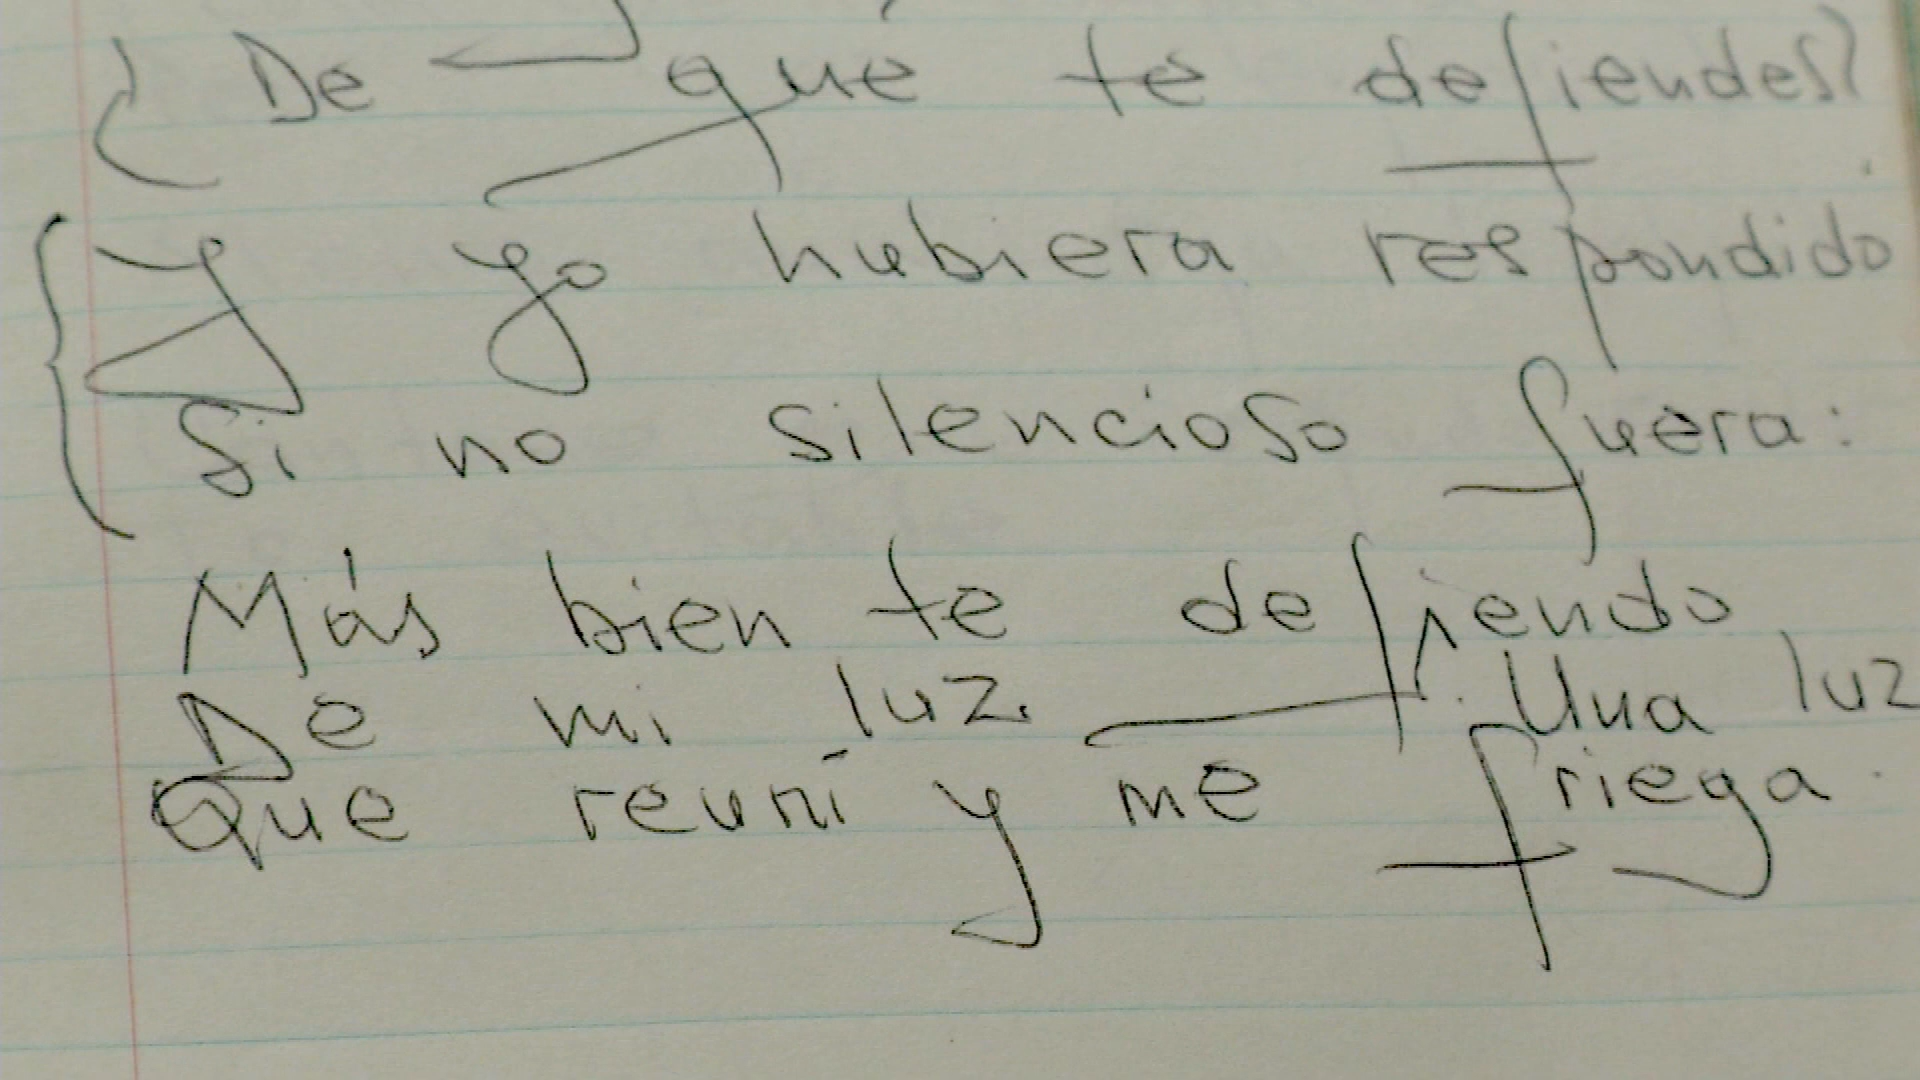 ¿De qué te defiendes?
Y yo hubiera respondido
Si no silencioso fuera:
Más bien te defiendo
De mi luz. Una luz
Que reuní y me friega.